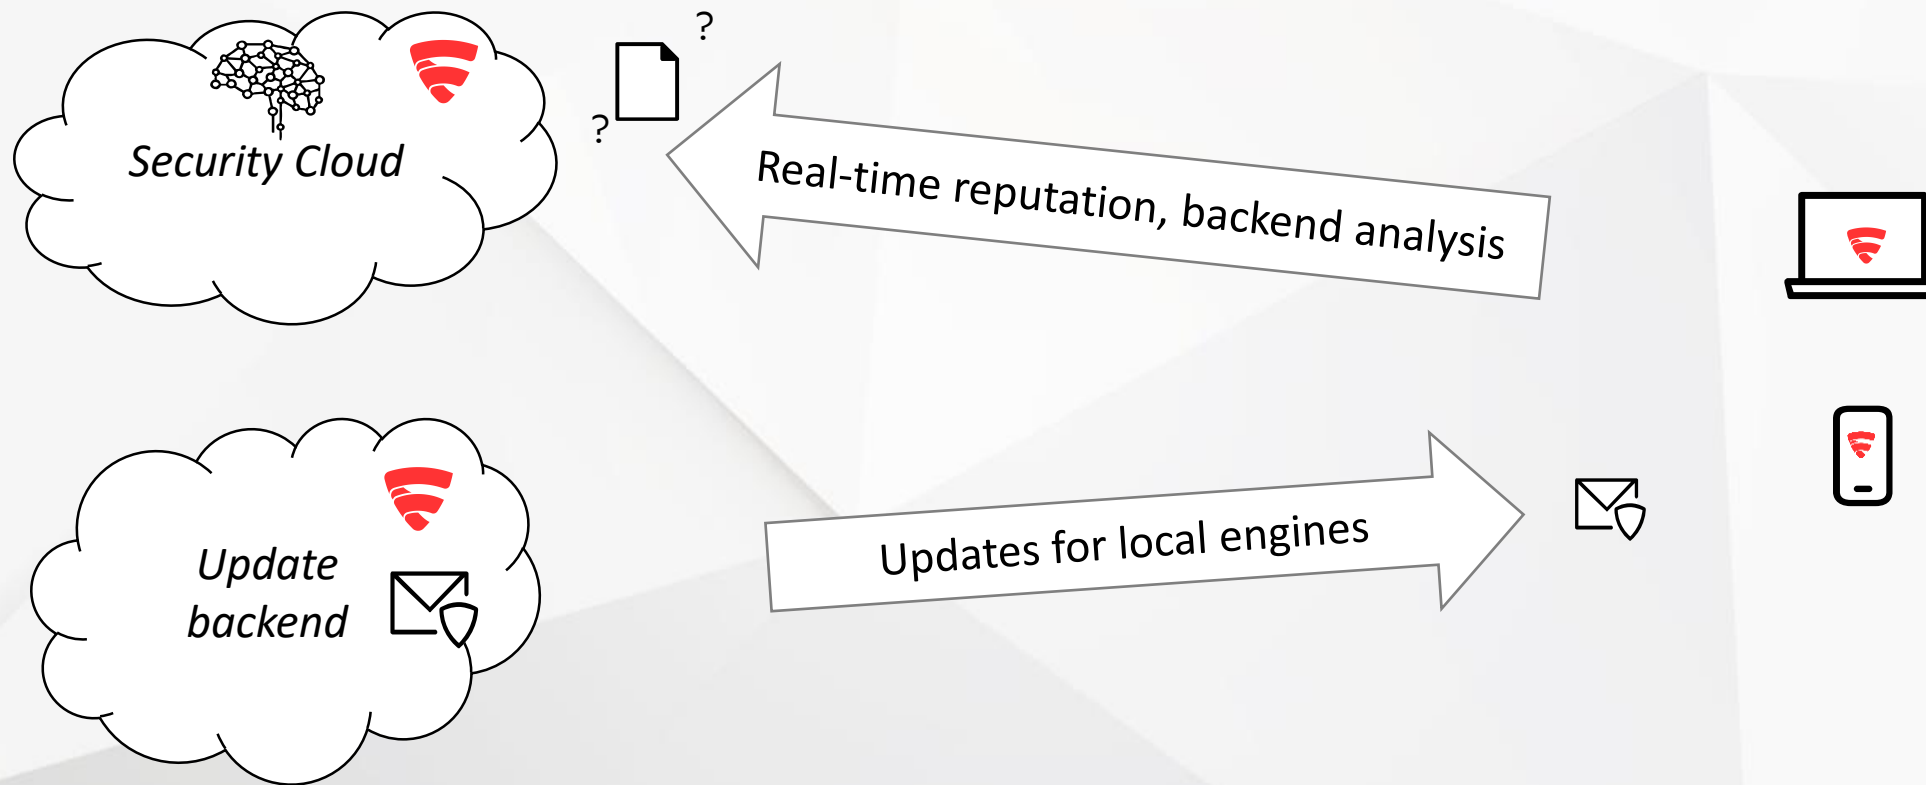 ?
?
Security Cloud
Real-time reputation, backend analysis
Updates for local engines
Update
backend